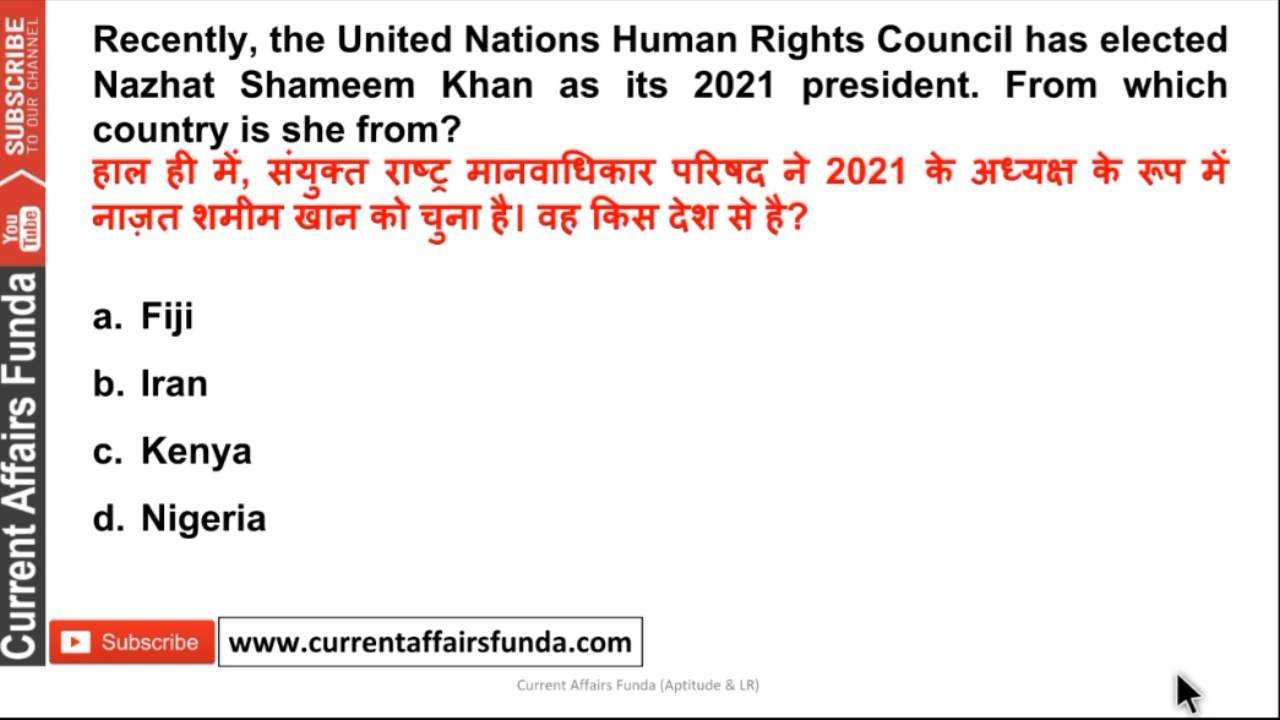 Recently, the United Nations Human Rights Council has elected
Nazhat Shameem Khan as its 2021 president. From which
country is she from?
हाल ही में, संयुक्त राष्ट्र मानवाधिकार परिषद ने 2021 के अध्यक्ष के रूप में
नाज़त शमीम खान को चुना है। वह किस देश से है?
a. Fiji
b. Iran
c. Kenya
d. Nigeria
SUBSCRIBE
TO OUR CHANNEL
You
Tube
Current Affairs Funda
Subscribe
www.currentaffairsfunda.com
Current Affairs Funda (Aptitude & LR)